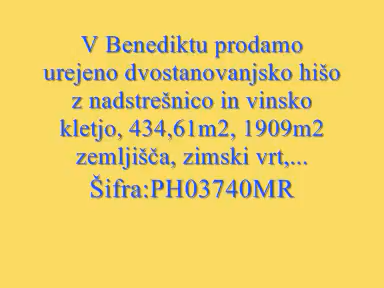 V Benediktu prodamo
urejeno dvostanovanjsko hišo
z nadstrešnico in vinsko
kletjo, 434,61m2, 1909m2
zemljišča, zimski vrt,...
Šifra:PH03740MR